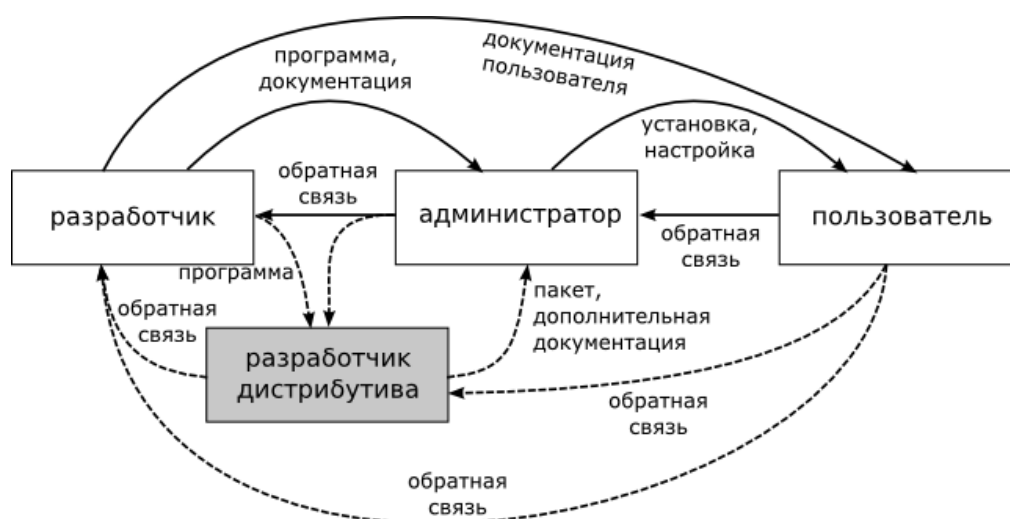 документация
пользователя
программа,
документация
установка,
настройка
обратная
связь
разработчик
администратор
пользователь
обратная
связь
программа
обратная
связь
пакет,
дополнительная
документация
разработчик
дистрибутива
обратная
связь
обратная
связь